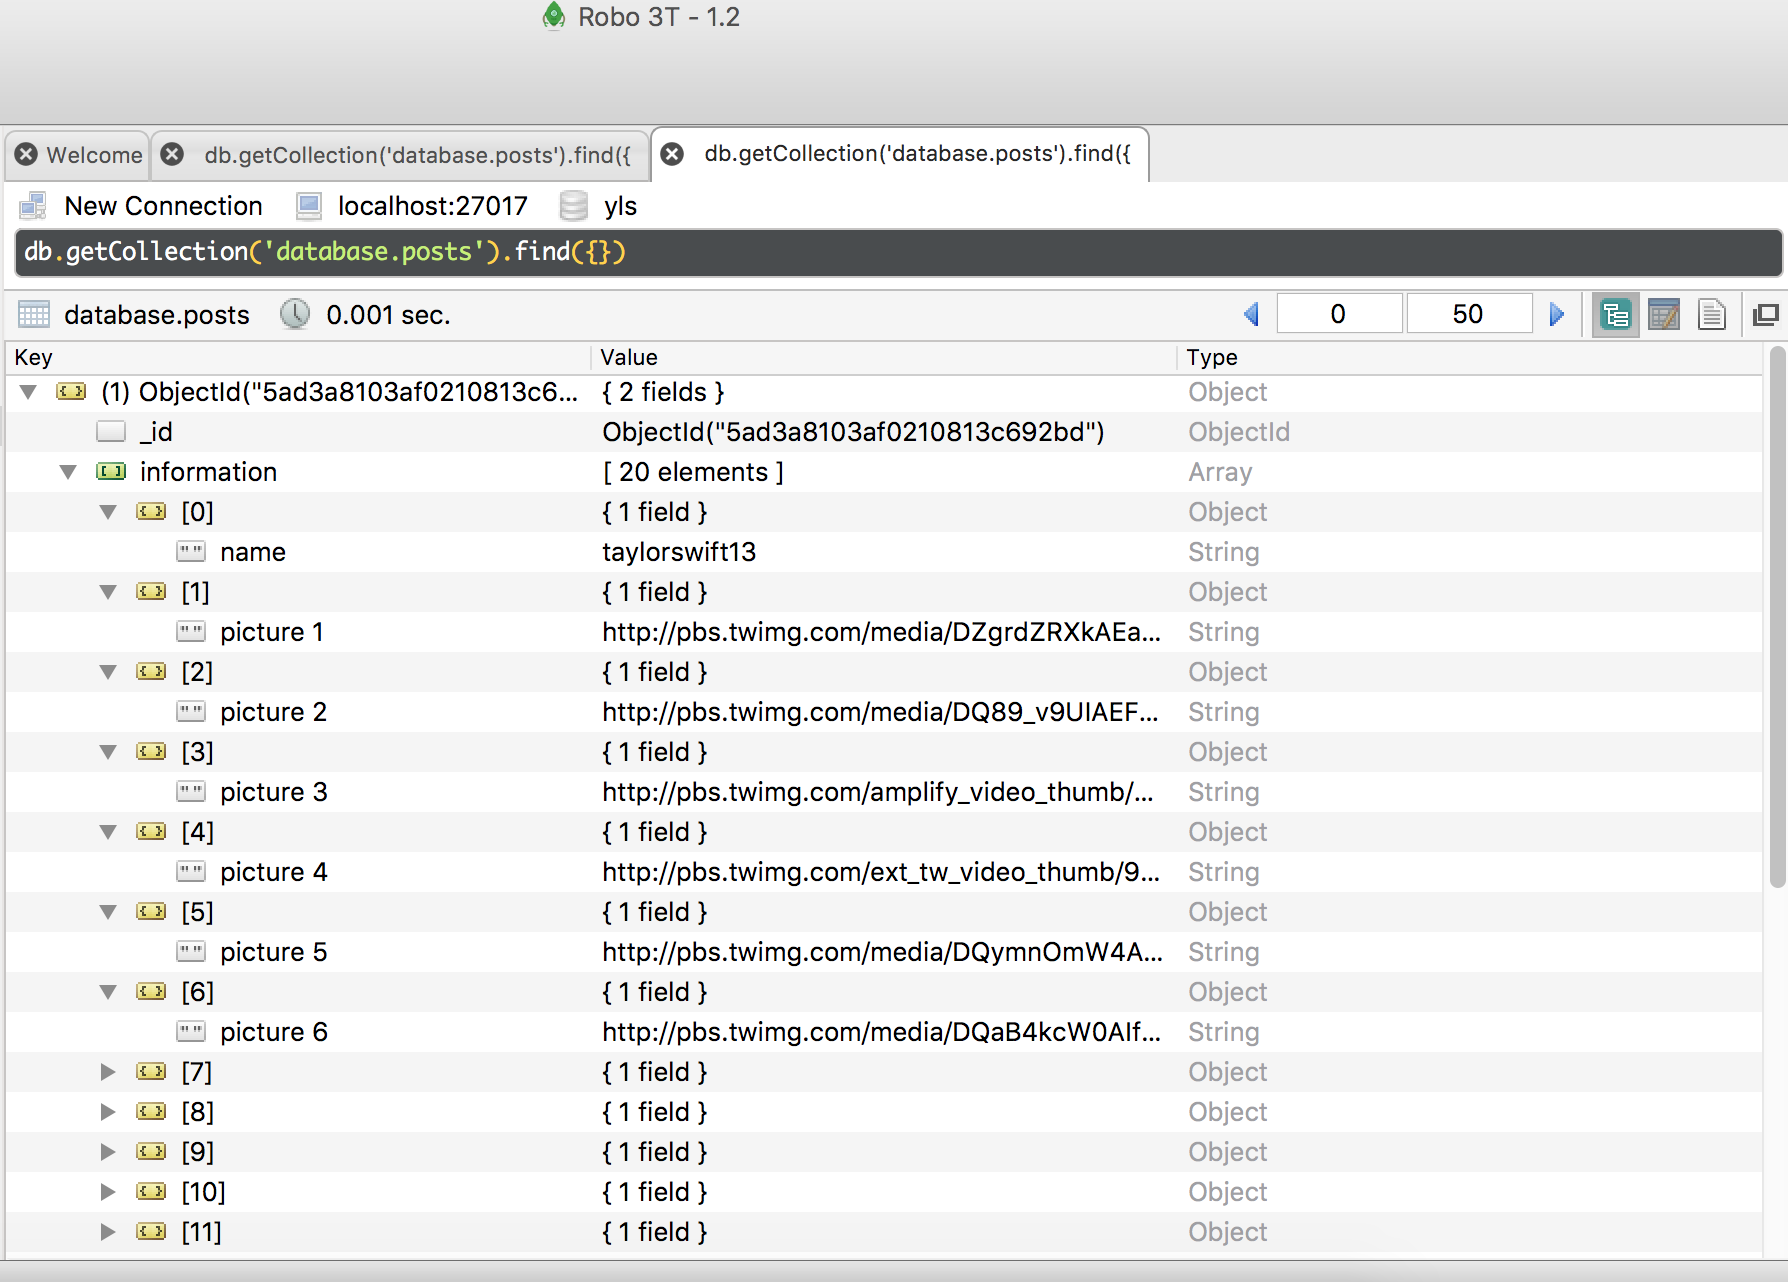 Robo 3T - 1.2
Welcome db.getCollection('database.posts').find({ db.getCollection('database.posts').find({
New Connection localhost:27017 yls
db.getCollection('database.posts').find({})
database.posts 0.001 sec. 0 50
Key Value Type
(1) ObjectId("5ad3a8103af0210813c6... { 2 fields } Object
_id ObjectId("5ad3a8103af0210813c692bd") ObjectId
information [ 20 elements ] Array
[0] { 1 field } Object
name taylorswift13 String
[1] { 1 field } Object
picture 1 http://pbs.twimg.com/media/DZgrdZRXkAEa... String
[2] { 1 field } Object
picture 2 http://pbs.twimg.com/media/DQ89_v9UIAEF... String
[3] { 1 field } Object
picture 3 http://pbs.twimg.com/amplify_video_thumb/... String
[4] { 1 field } Object
picture 4 http://pbs.twimg.com/ext_tw_video_thumb/9... String
[5] { 1 field } Object
picture 5 http://pbs.twimg.com/media/DQymnOmW4A... String
[6] { 1 field } Object
picture 6 http://pbs.twimg.com/media/DQaB4kcW0AIf... String
[7] { 1 field } Object
[8] { 1 field } Object
[9] { 1 field } Object
[10] { 1 field } Object
[11] { 1 field } Object